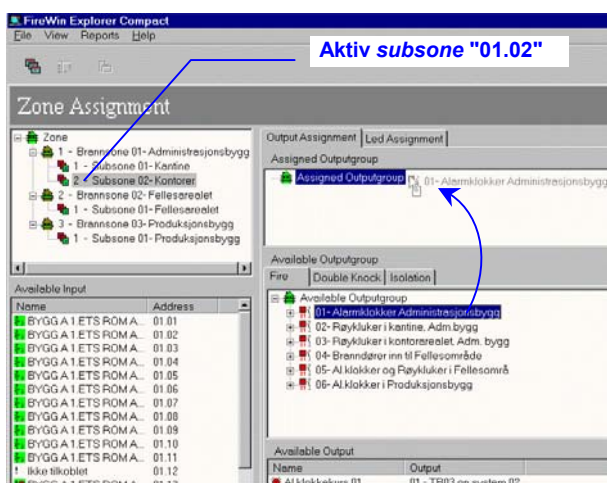 FireWin Explorer Compact
File View Reports Help
Aktiv subsone "01.02"
Zone Assignment
Zone
1 - Brannsone 01-Administrasjonsbygg
1 - Subsone 01-Kantine
2 - Subsone 02-Kontorer
2 - Brannsone 02-Fellesarealet
1 - Subsone 01-Fellesarealet
3 - Brannsone 03-Produksjonsbygg
1 - Subsone 01-Produksjonsbygg
Output Assignment Led Assignment
Assigned Outputgroup
Assigned Outputgroup 01-Alarmklokker Administrasjonsbygg
Available Outputgroup
Fire Double Knock Isolation
Available Outputgroup
01-Alarmklokker Administrasjonsbygg
02-Røykluker i kantine, Adm.bygg
03-Røykluker i kontorarealet, Adm. bygg
04-Branndører inn til Fellesområde
05-Al.klokker og Røykluker i Fellesområ
06-Al.klokker i Produksjonsbygg
Available Input
Name Address
BYGG A 1.ETS ROM A... 01.01
BYGG A 1.ETS ROM A... 01.02
BYGG A 1.ETS ROM A... 01.03
BYGG A 1.ETS ROM A... 01.04
BYGG A 1.ETS ROM A... 01.05
BYGG A 1.ETS ROM A... 01.06
BYGG A 1.ETS ROM A... 01.07
BYGG A 1.ETS ROM A... 01.08
BYGG A 1.ETS ROM A... 01.09
BYGG A 1.ETS ROM A... 01.10
BYGG A 1.ETS ROM A... 01.11
! Ikke tilkoblet 01.12
Available Output
Name Output